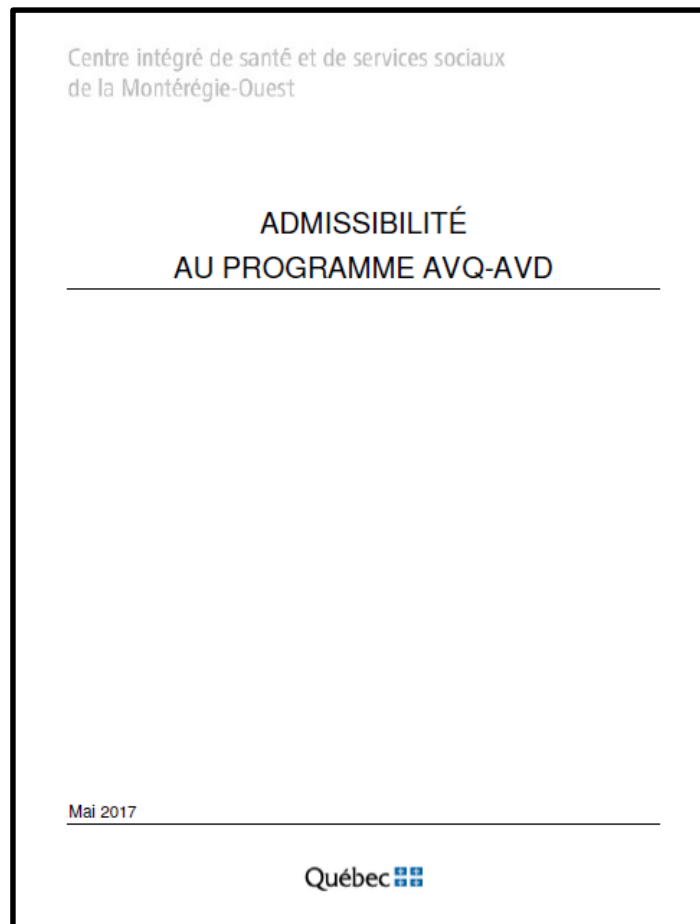 Centre intégré de santé et de services sociaux
de la Montérégie-Ouest
ADMISSIBILITÉ
AU PROGRAMME AVQ-AVD
Mai 2017
Québec